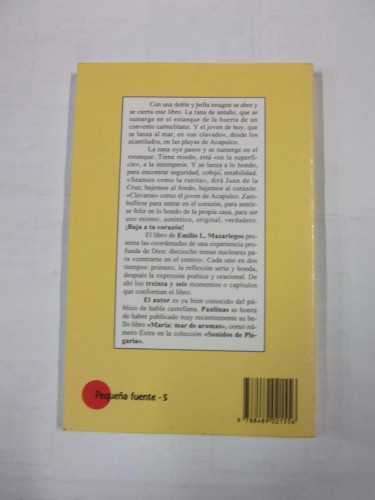 Con una doble y bella imagen se abre y
se cierra este libro. La rana de antaño, que
se sumerge en el estanque de la huerta de un
convento carmelitano. Y el joven de hoy, que
se lanza al mar, en «un clavado», desde los
acantilados, en las playas de Acapulco.
La rana oye pasos y se sumerge en el
estanque. Tiene miedo, está «en la superfi-
cie», a la intemperie. Y se lanza a lo hondo,
para encontrar seguridad, cobijo, estabilidad.
«Seamos como la ranita», dirá Juan de la
Cruz; bajemos al fondo, bajemos al corazón.
«Clavarse» como el joven de Acapulco. Zam-
bullirse para entrar en el corazón, para sentir-
se feliz en lo hondo de la propia casa, para ser
uno mismo, auténtico, original, verdadero.
¡Baja a tu corazón!
El libro de Emilio L. Mazariegos pre-
senta las coordenadas de una experiencia pro-
funda de Dios: dieciocho temas nucleares pa-
ra «centrarse en el centro». Cada uno en dos
tiempos: primero, la reflexión seria y honda,
después la expresión poética y oracional. De
ahí los treinta y seis momentos o capítulos
que conforman el libro.
El autor es ya bien conocido del pú-
blico de habla castellana. Paulinas se honra
de haber publicado muy recientemente su be-
llo libro «María: mar de aromas», como nú-
mero Extra en la colección «Sonidos de Ple-
garia».
Pequeña fuente - 5
9 788489 021556